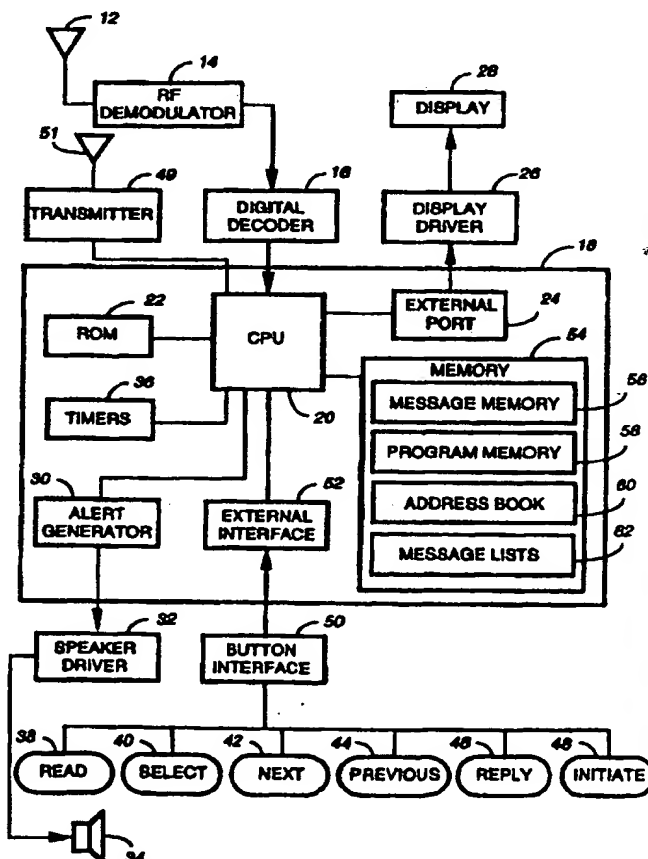 12
14
RF
DEMODULATOR
28
DISPLAY
51
49
TRANSMITTER
16
DIGITAL
DECODER
26
DISPLAY
DRIVER
18
22
ROM
CPU
20
EXTERNAL
PORT
24
36
TIMERS
54
MEMORY
MESSAGE MEMORY
56
PROGRAM MEMORY
58
ADDRESS BOOK
60
MESSAGE LISTS
62
30
ALERT
GENERATOR
52
EXTERNAL
INTERFACE
32
SPEAKER
DRIVER
50
BUTTON
INTERFACE
38
READ
40
SELECT
42
NEXT
44
PREVIOUS
46
REPLY
48
INITIATE